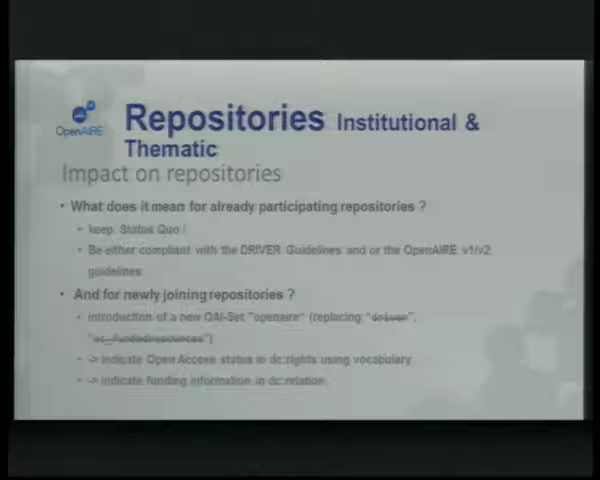 OpenAIRE
Repositories Institutional &
Thematic
Impact on repositories
• What does it mean for already participating repositories ?
• keep Status Quo !
• Be either compliant with the DRIVER Guidelines and or the OpenAIRE v1/v2
guidelines
• And for newly joining repositories ?
• introduction of a new OAI-Set "openaire" (replacing "driver",
"ec_fundedresources")
• -> indicate Open Access status in dc:rights using vocabulary
• -> indicate funding information in dc:relation